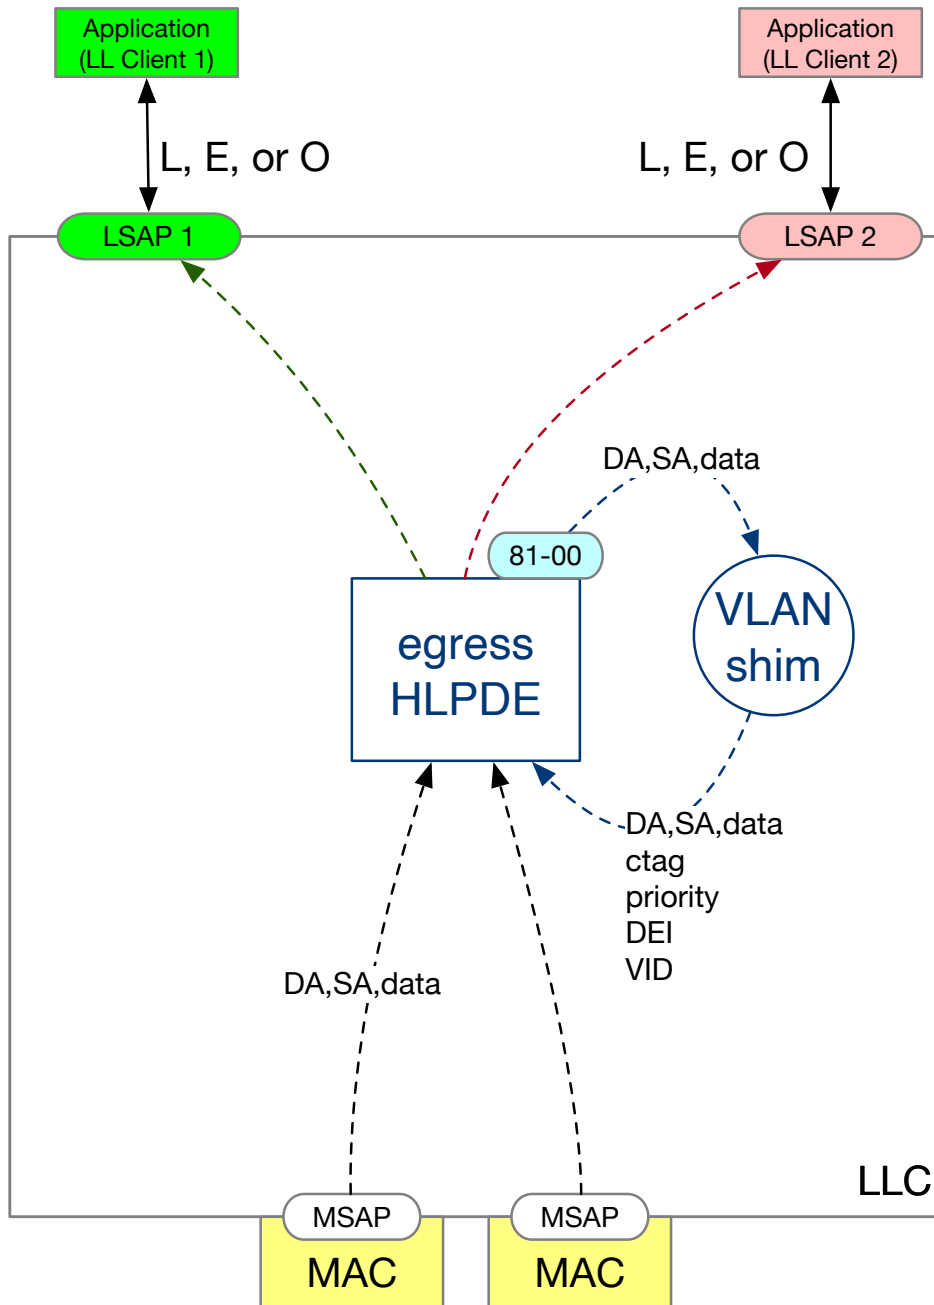 Application
(LL Client 1)
Application
(LL Client 2)
L, E, or O
L, E, or O
LSAP 1
LSAP 2
DA,SA,data
81-00
VLAN
shim
egress
HLPDE
DA,SA,data
ctag
priority
DEI
VID
DA,SA,data
LLC
MSAP
MSAP
MAC
MAC